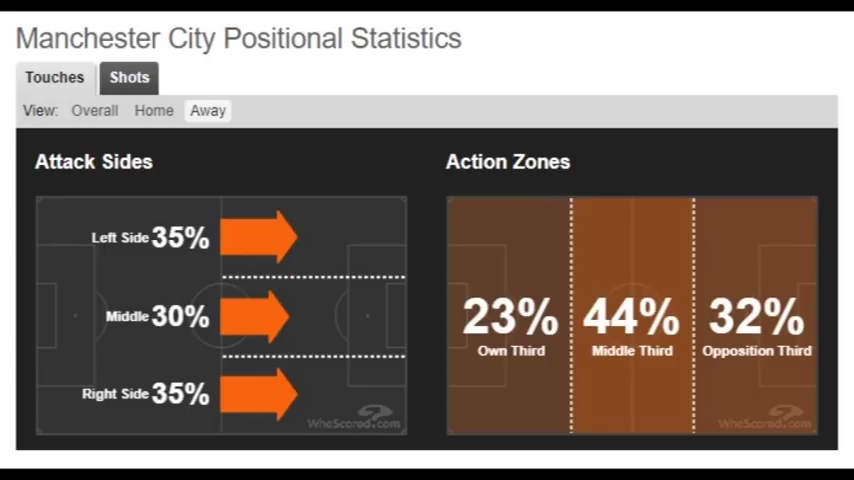 Manchester City Positional Statistics
Touches Shots
View: Overall Home Away
Attack Sides
Left Side 35%
Middle 30%
Right Side 35%
WhoScored.com
Action Zones
23% 44% 32%
Own Third Middle Third Opposition Third
WhoScored.com